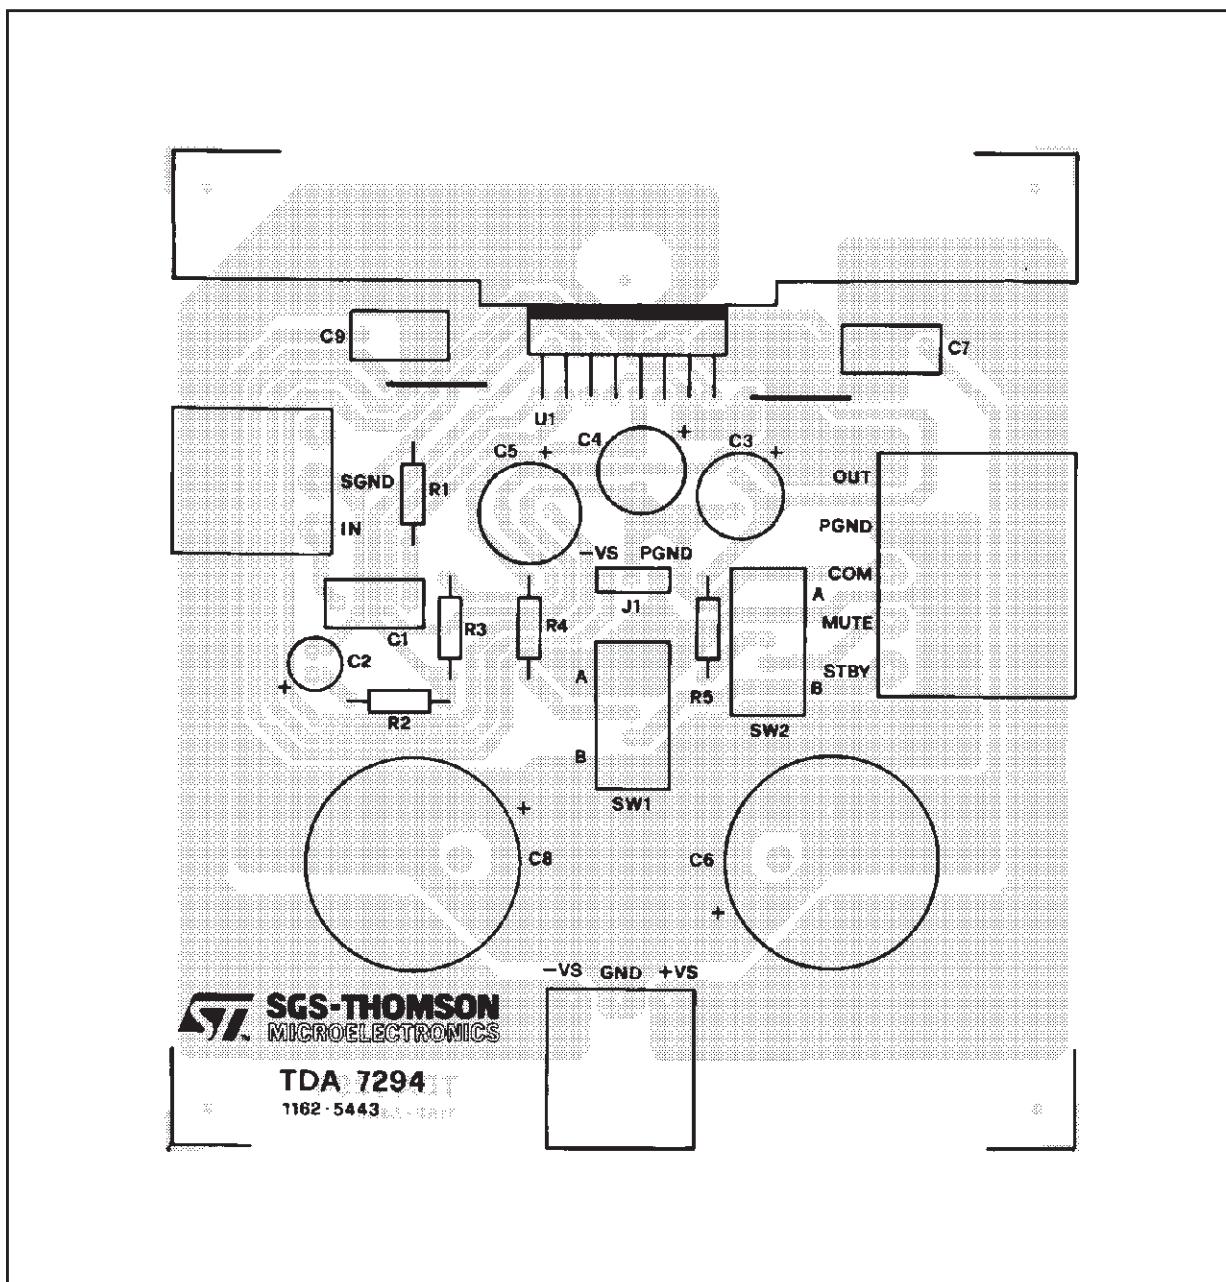 C9
C7
U1
C4
+
C3
+
C5
+
OUT
SGND
R1
PGND
IN
-VS PGND
COM
A
J1
MUTE
C1
R3
R4
C2
+
A
STBY
B
R5
R2
SW2
B
SW1
+
C8
C6
+
-VS GND +VS
ST
SGS-THOMSON
MICROELECTRONICS
TDA 7294
1162-5443